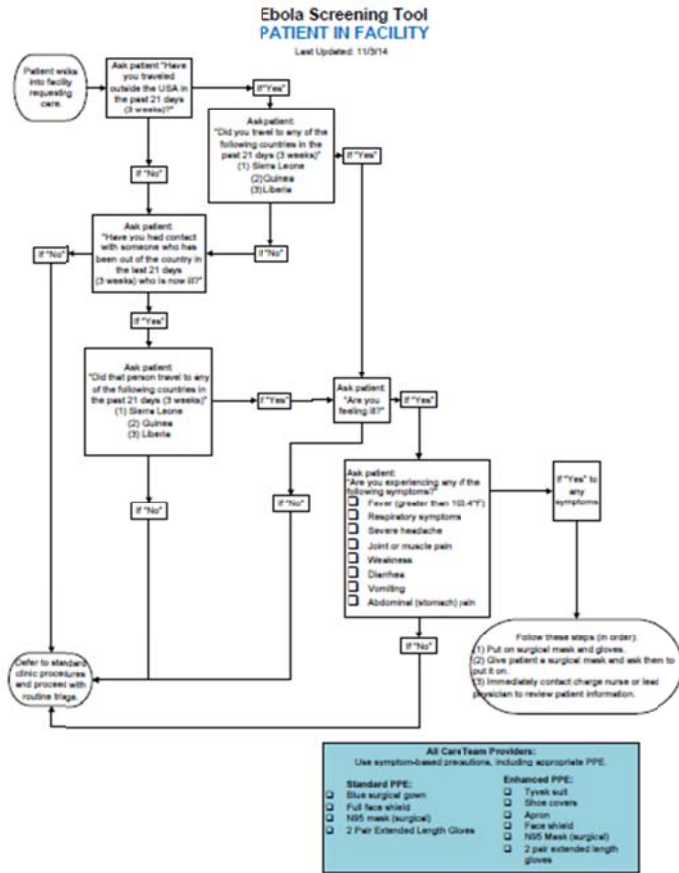 Ebola Screening Tool
PATIENT IN FACILITY
Last Updated: 11/3/14
Patient walks
into facility
requesting
care.
Ask patient "Have
you traveled
outside the USA in
the past 21 days
(3 weeks)?"
If "Yes"
Ask patient:
"Did you travel to any of the
following countries in the
past 21 days (3 weeks)"
(1) Sierra Leone
(2) Guinea
(3) Liberia
If "Yes"
If "No"
Ask patient:
"Have you had contact
with someone who has
been out of the country in
the last 21 days
(3 weeks) who is now ill?"
If "No"
If "No"
If "Yes"
Ask patient:
"Did that person travel to any
of the following countries in
the past 21 days (3 weeks)"
(1) Sierra Leone
(2) Guinea
(3) Liberia
If "Yes"
Ask patient:
"Are you
feeling ill?"
If "Yes"
If "No"
If "No"
Ask patient:
"Are you experiencing any if the
following symptoms?"
Fever (greater than °F)
Respiratory symptoms
Severe headache
Joint or muscle pain
Weakness
Diarrhea
Vomiting
Abdominal (stomach) pain
If "Yes" to
any
symptoms
If "No"
Follow these steps (in order):
(1) Put on surgical mask and gloves.
(2) Give patient a surgical mask and ask them to
put it on.
(3) Immediately contact charge nurse or lead
physician to review patient information.
Defer to standard
clinic procedures
and proceed with
routine triage.
All CareTeam Providers:
Use symptom-based precautions, including appropriate PPE.
Standard PPE:
Blue surgical gown
Full face shield
N95 mask (surgical)
2 Pair Extended Length Gloves
Enhanced PPE:
Tyvek suit
Shoe covers
Apron
Face shield
N95 Mask (surgical)
2 pair extended length
gloves